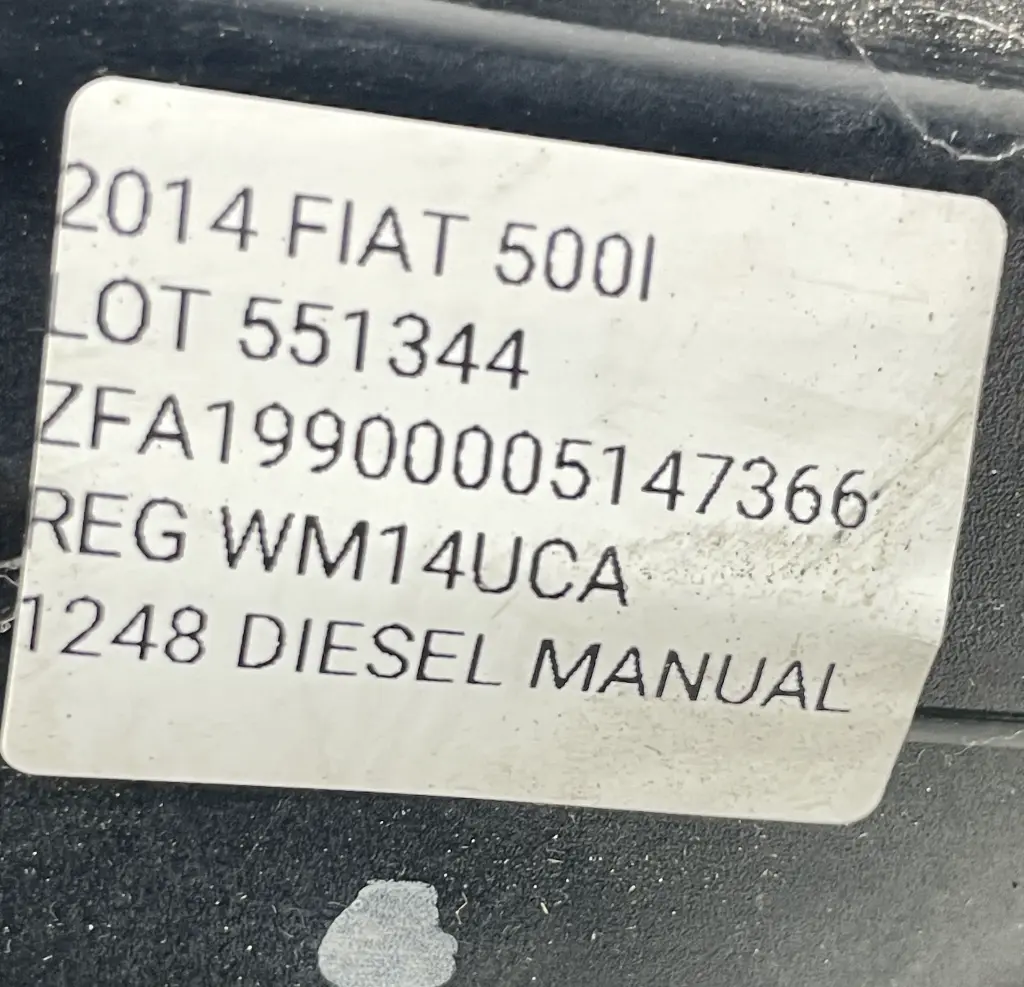 2014 FIAT 500l
LOT 551344
ZFA19900005147366
REG WM14UCA
1248 DIESEL MANUAL